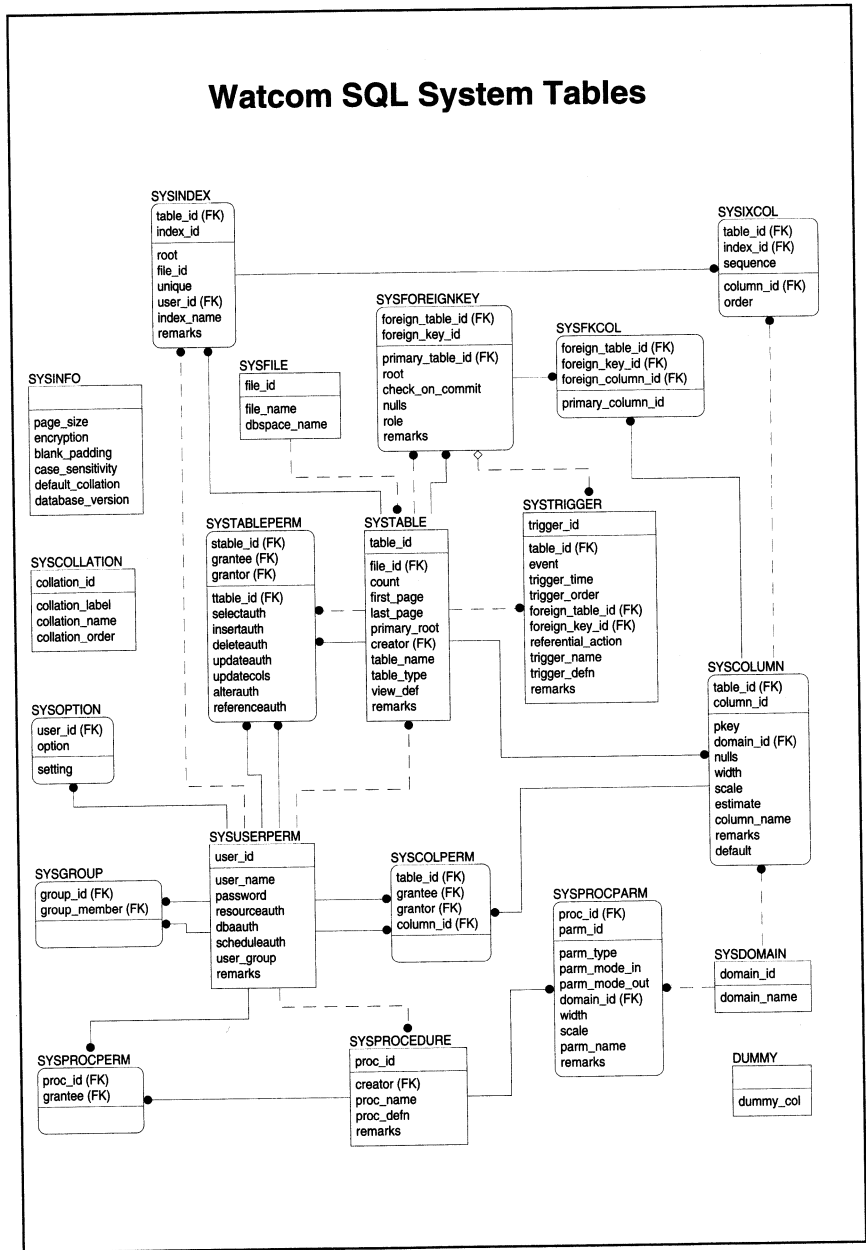 Watcom SQL System Tables
SYSINDEX
table_id (FK)
index_id
root
file_id
unique
user_id (FK)
index_name
remarks
SYSIXCOL
table_id (FK)
index_id (FK)
sequence
column_id (FK)
order
SYSFOREIGNKEY
foreign_table_id (FK)
foreign_key_id
primary_table_id (FK)
root
check_on_commit
nulls
role
remarks
SYSFKCOL
foreign_table_id (FK)
foreign_key_id (FK)
foreign_column_id (FK)
primary_column_id
SYSFILE
file_id
file_name
dbspace_name
SYSINFO
page_size
encryption
blank_padding
case_sensitivity
default_collation
database_version
SYSTABLEPERM
stable_id (FK)
grantee (FK)
grantor (FK)
ttable_id (FK)
selectauth
insertauth
deleteauth
updateauth
updatecols
alterauth
referenceauth
SYSTABLE
table_id
file_id (FK)
count
first_page
last_page
primary_root
creator (FK)
table_name
table_type
view_def
remarks
SYSTRIGGER
trigger_id
table_id (FK)
event
trigger_time
trigger_order
foreign_table_id (FK)
foreign_key_id (FK)
referential_action
trigger_name
trigger_defn
remarks
SYSCOLLATION
collation_id
collation_label
collation_name
collation_order
SYSCOLUMN
table_id (FK)
column_id
pkey
domain_id (FK)
nulls
width
scale
estimate
column_name
remarks
default
SYSOPTION
user_id (FK)
option
setting
SYSUSERPERM
user_id
user_name
password
resourceauth
dbaauth
scheduleauth
user_group
remarks
SYSGROUP
group_id (FK)
group_member (FK)
SYSCOLPERM
table_id (FK)
grantee (FK)
grantor (FK)
column_id (FK)
SYSPROCPARM
proc_id (FK)
parm_id
parm_type
parm_mode_in
parm_mode_out
domain_id (FK)
width
scale
parm_name
remarks
SYSDOMAIN
domain_id
domain_name
SYSPROCPERM
proc_id (FK)
grantee (FK)
SYSPROCEDURE
proc_id
creator (FK)
proc_name
proc_defn
remarks
DUMMY
dummy_col